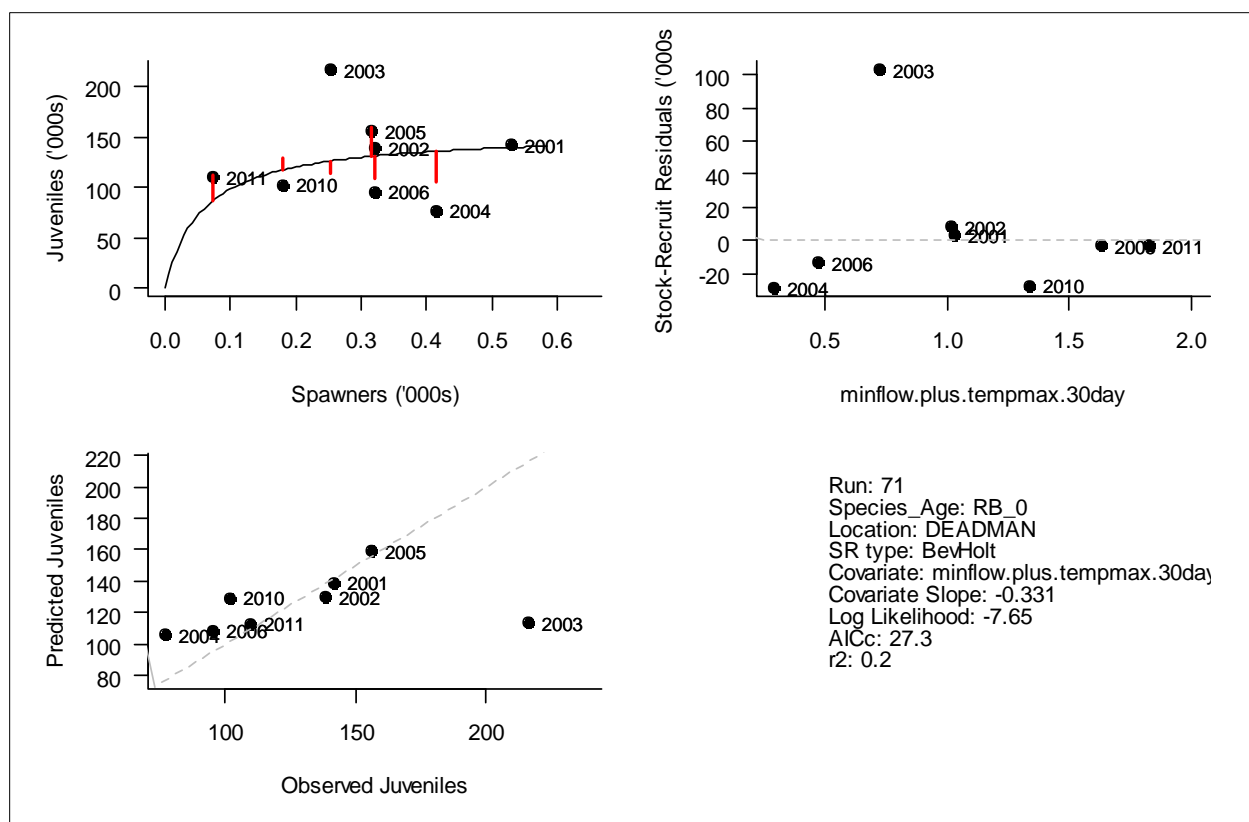 Juveniles ('000s)
200
150
100
50
0
2003
2005
2002
2001
2011
2010
2006
2004
0.0 0.1 0.2 0.3 0.4 0.5 0.6
Spawners ('000s)
Stock-Recruit Residuals ('000s
100
80
60
40
20
0
-20
2003
2002
2001
2006
2011
2004
2010
0.5 1.0 1.5 2.0
minflow.plus.tempmax.30day
Predicted Juveniles
220
200
180
160
140
120
100
80
2005
2001
2002
2010
2011
2006
2004
2003
100 150 200
Observed Juveniles
Run: 71
Species_Age: RB_0
Location: DEADMAN
SR type: BevHolt
Covariate: minflow.plus.tempmax.30day
Covariate Slope: -0.331
Log Likelihood: -7.65
AICc: 27.3
r2: 0.2